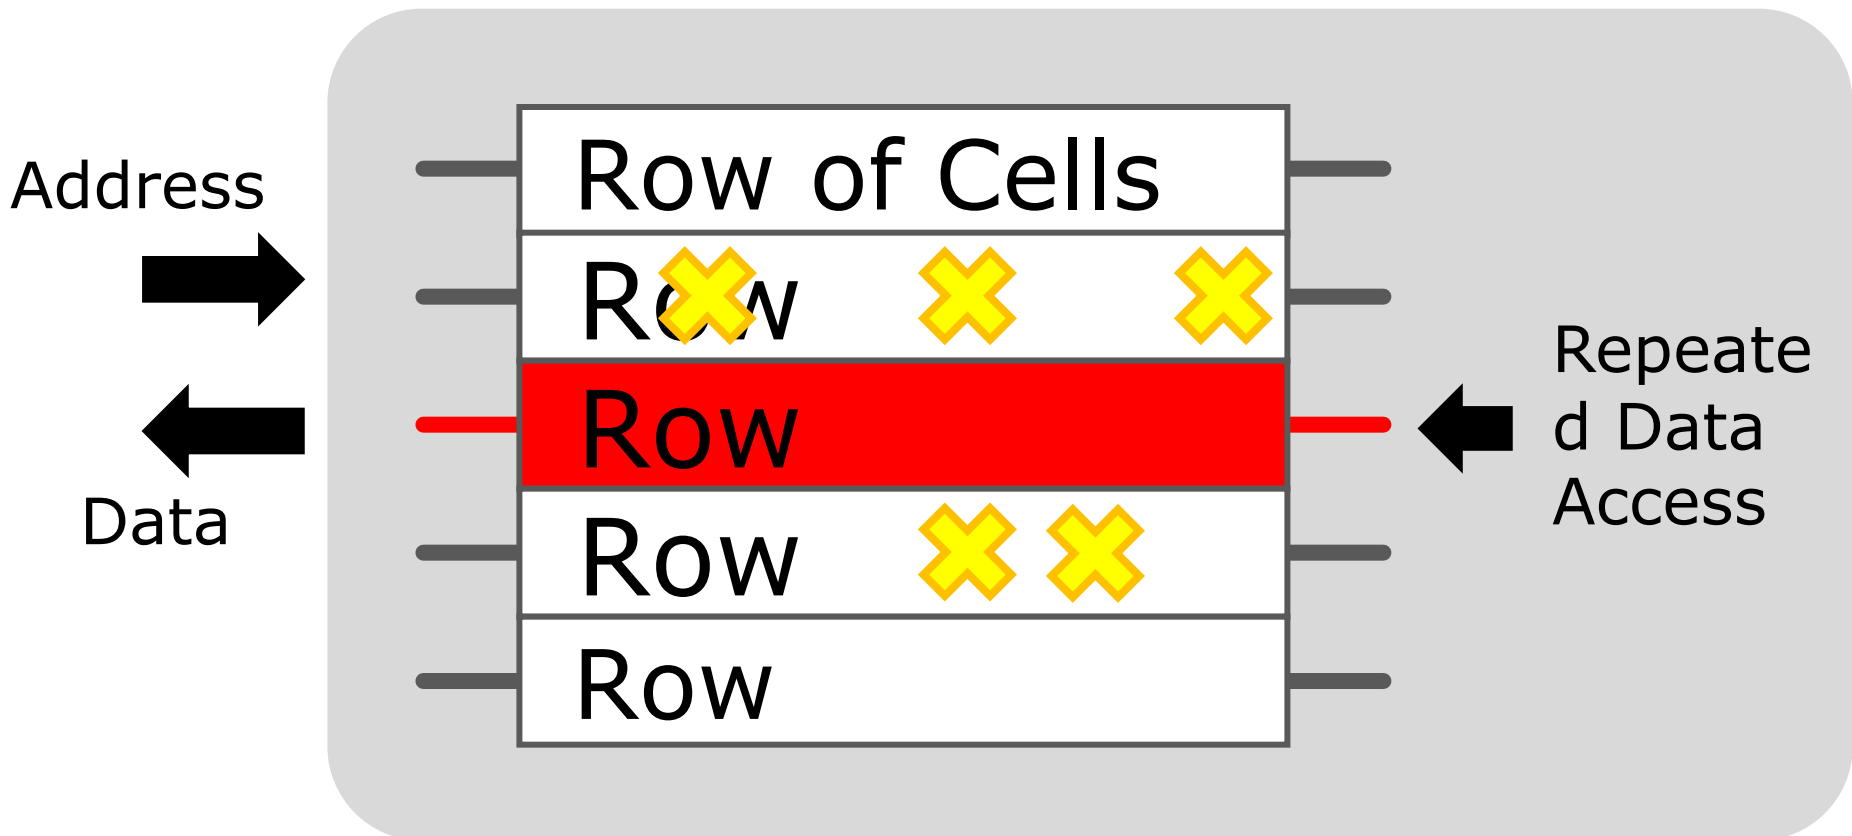 Address
Data
Row of Cells
Row
Row
Row
Row
Repeate
d Data
Access